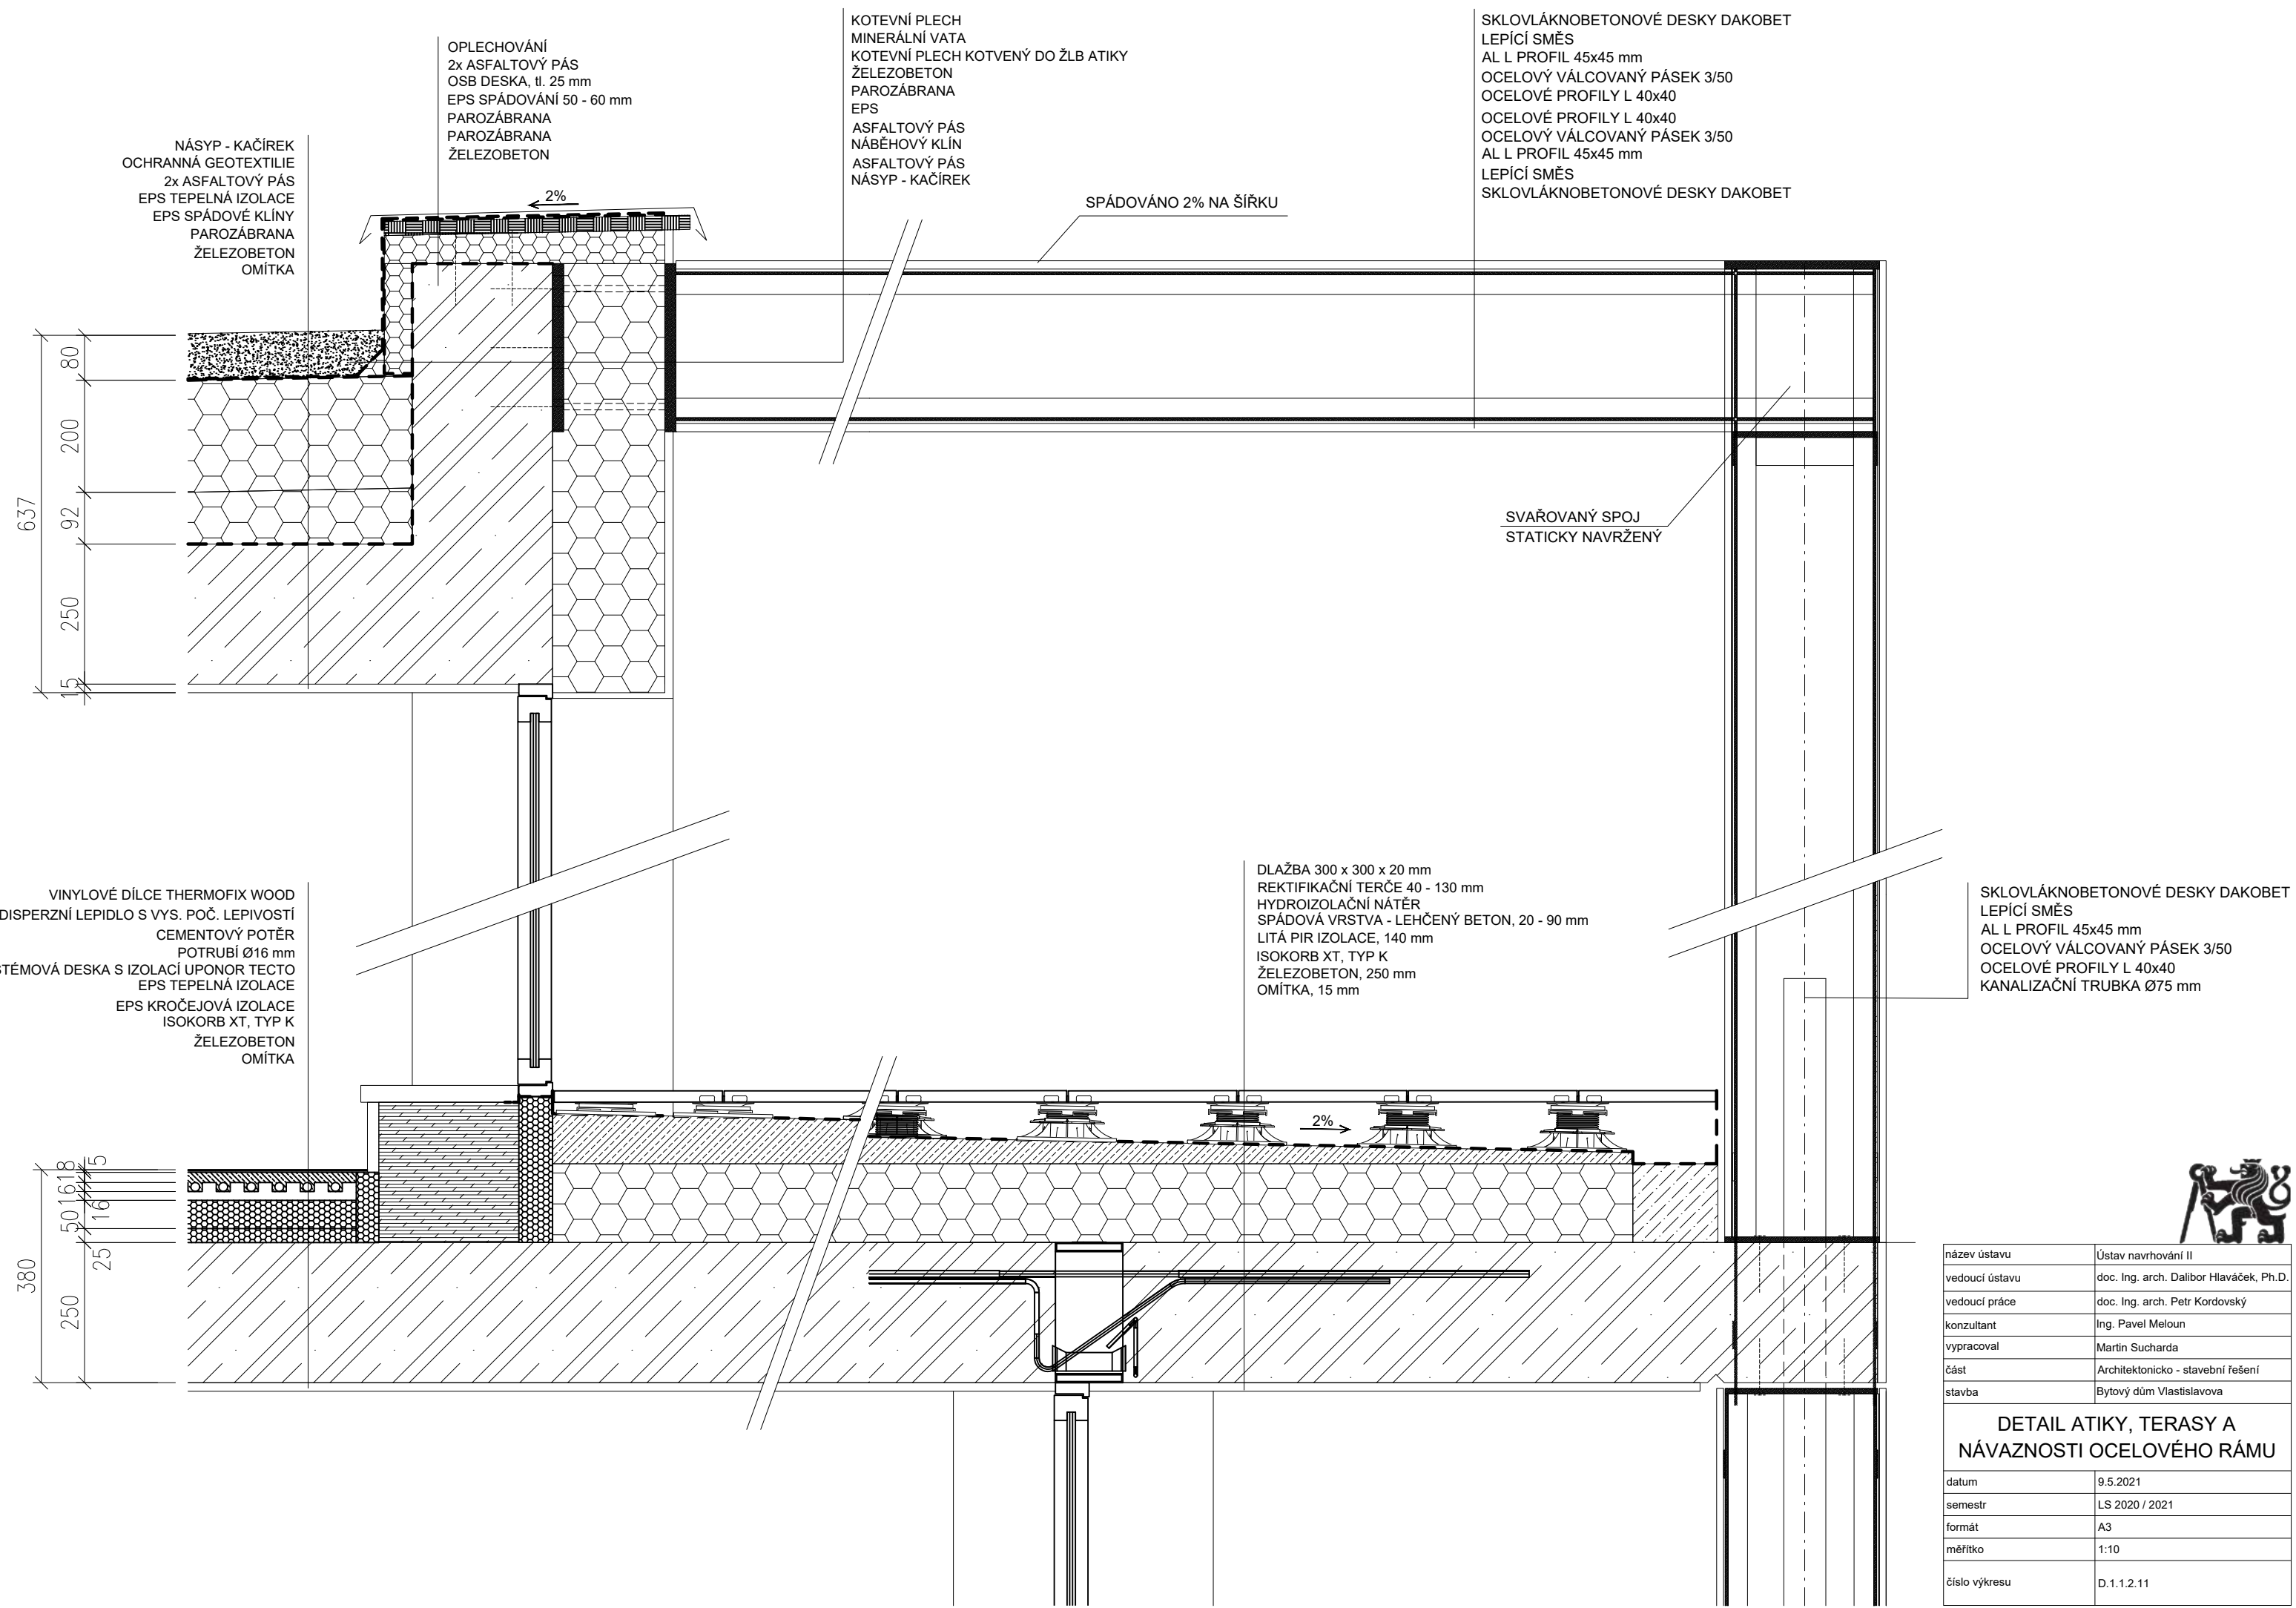 KOTEVNÍ PLECH
MINERÁLNÍ VATA
KOTEVNÍ PLECH KOTVENÝ DO ŽLB ATIKY
ŽELEZOBETON
PAROZÁBRANA
EPS
ASFALTOVÝ PÁS
NÁBĚHOVÝ KLÍN
ASFALTOVÝ PÁS
NÁSYP - KAČÍREK
SKLOVLÁKNOBETONOVÉ DESKY DAKOBET
LEPÍCÍ SMĚS
AL L PROFIL 45x45 mm
OCELOVÝ VÁLCOVANÝ PÁSEK 3/50
OCELOVÉ PROFILY L 40x40
OCELOVÉ PROFILY L 40x40
OCELOVÝ VÁLCOVANÝ PÁSEK 3/50
AL L PROFIL 45x45 mm
LEPÍCÍ SMĚS
SKLOVLÁKNOBETONOVÉ DESKY DAKOBET
OPLECHOVÁNÍ
2x ASFALTOVÝ PÁS
OSB DESKA, tl. 25 mm
EPS SPÁDOVÁNÍ 50 - 60 mm
PAROZÁBRANA
PAROZÁBRANA
ŽELEZOBETON
NÁSYP - KAČÍREK
OCHRANNÁ GEOTEXTILIE
2x ASFALTOVÝ PÁS
EPS TEPELNÁ IZOLACE
EPS SPÁDOVÉ KLÍNY
PAROZÁBRANA
ŽELEZOBETON
OMÍTKA
2%
SPÁDOVÁNO 2% NA ŠÍŘKU
637
80
200
92
250
15
SVAŘOVANÝ SPOJ
STATICKY NAVRŽENÝ
VINYLOVÉ DÍLCE THERMOFIX WOOD
DISPERZNÍ LEPIDLO S VYS. POČ. LEPIVOSTÍ
CEMENTOVÝ POTĚR
POTRUBÍ Ø16 mm
STÉMOVÁ DESKA S IZOLACÍ UPONOR TECTO
EPS TEPELNÁ IZOLACE
EPS KROČEJOVÁ IZOLACE
ISOKORB XT, TYP K
ŽELEZOBETON
OMÍTKA
DLAŽBA 300 x 300 x 20 mm
REKTIFIKAČNÍ TERČE 40 - 130 mm
HYDROIZOLAČNÍ NÁTĚR
SPÁDOVÁ VRSTVA - LEHČENÝ BETON, 20 - 90 mm
LITÁ PIR IZOLACE, 140 mm
ISOKORB XT, TYP K
ŽELEZOBETON, 250 mm
OMÍTKA, 15 mm
SKLOVLÁKNOBETONOVÉ DESKY DAKOBET
LEPÍCÍ SMĚS
AL L PROFIL 45x45 mm
OCELOVÝ VÁLCOVANÝ PÁSEK 3/50
OCELOVÉ PROFILY L 40x40
KANALIZAČNÍ TRUBKA Ø75 mm
2%
380
5
18
16
16
50
25
250
název ústavu Ústav navrhování II
vedoucí ústavu doc. Ing. arch. Dalibor Hlaváček, Ph.D.
vedoucí práce doc. Ing. arch. Petr Kordovský
konzultant Ing. Pavel Meloun
vypracoval Martin Sucharda
část Architektonicko - stavební řešení
stavba Bytový dům Vlastislavova
DETAIL ATIKY, TERASY A
NÁVAZNOSTI OCELOVÉHO RÁMU
datum 9.5.2021
semestr LS 2020 / 2021
formát A3
měřítko 1:10
číslo výkresu D.1.1.2.11